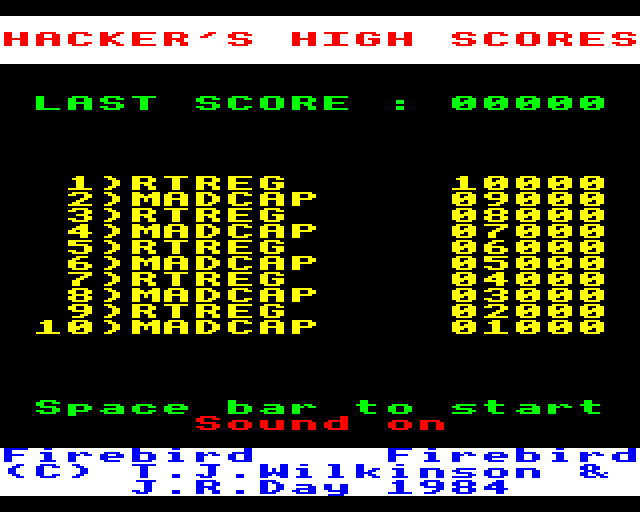 HACKER'S HIGH SCORES
LAST SCORE : 00000
1)RTREG 10000
2)MADCAP 09000
3)RTREG 08000
4)MADCAP 07000
5)RTREG 06000
6)MADCAP 05000
7)RTREG 04000
8)MADCAP 03000
9)RTREG 02000
10)MADCAP 01000
Space bar to start
Sound on
Firebird Firebird
(C) T.J.Wilkinson &
J.R.Day 1984